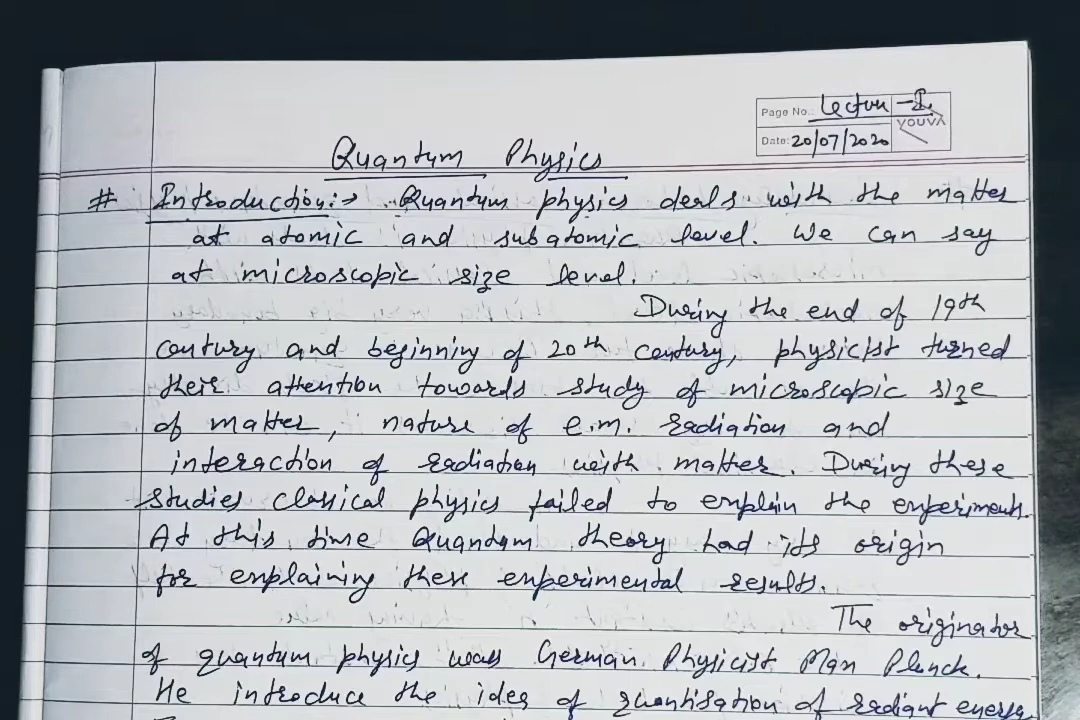 Page No. Lecture - I.
YOUVA
Date: 20/07/2020
Quantum Physics
# Introduction :→ Quantum physics deals with the matter
at atomic and subatomic level. We can say
at microscopic size level.
During the end of 19th
century and beginning of 20th century, physicist turned
their attention towards study of microscopic size
of matter, nature of e.m. radiation and
interaction of radiation with matter. During these
studies classical physics failed to explain the experiments.
At this time Quantum theory had its origin
for explaining these experimental results.
The originator
of quantum physics was German Physicist Max Planck.
He introduce the idea of quantisation of radiant energy